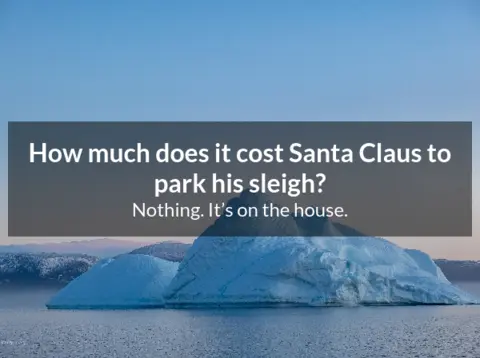 How much does it cost Santa Claus to
park his sleigh?
Nothing. It's on the house.